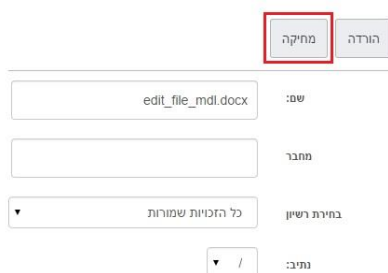 הורדה מחיקה
שם: edit_file_mdl.docx
מחבר
בחירת רשיון כל הזכויות שמורות
נתיב: /